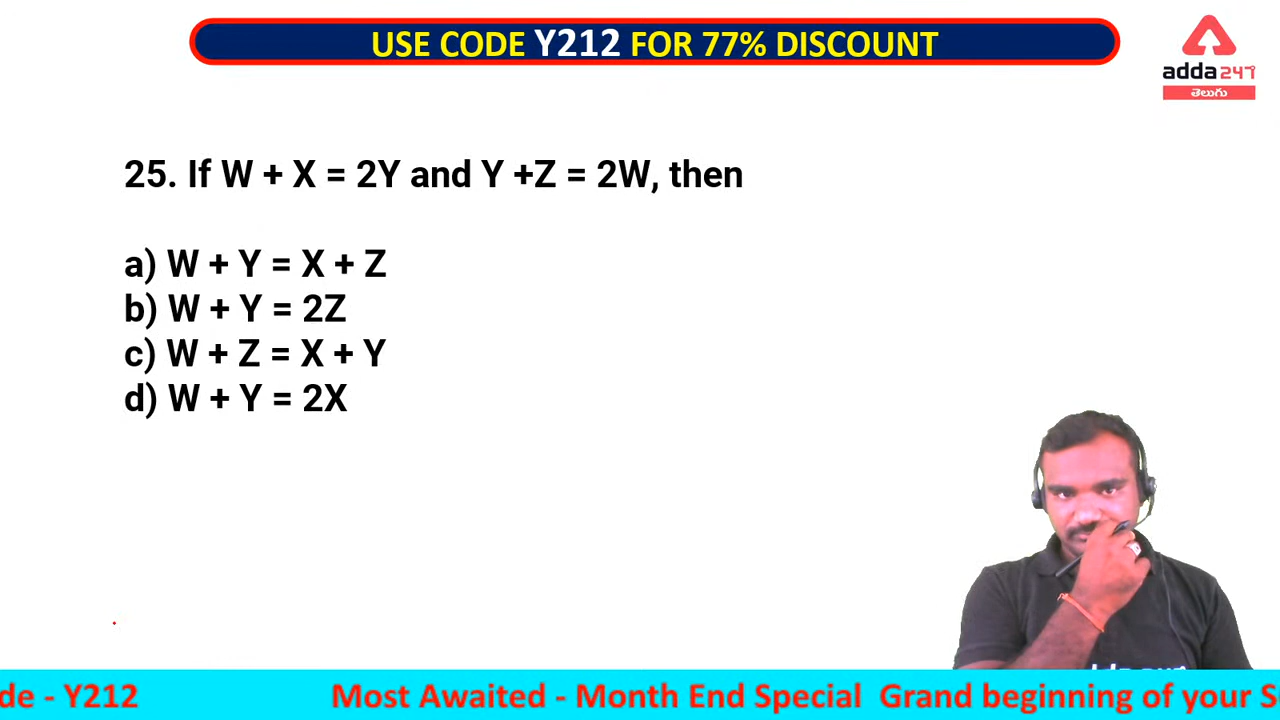 USE CODE Y212 FOR 77% DISCOUNT
adda247
తెలుగు
25. If W + X = 2Y and Y +Z = 2W, then
a) W + Y = X + Z
b) W + Y = 2Z
c) W + Z = X + Y
d) W + Y = 2X
de - Y212 Most Awaited - Month End Special Grand beginning of your S